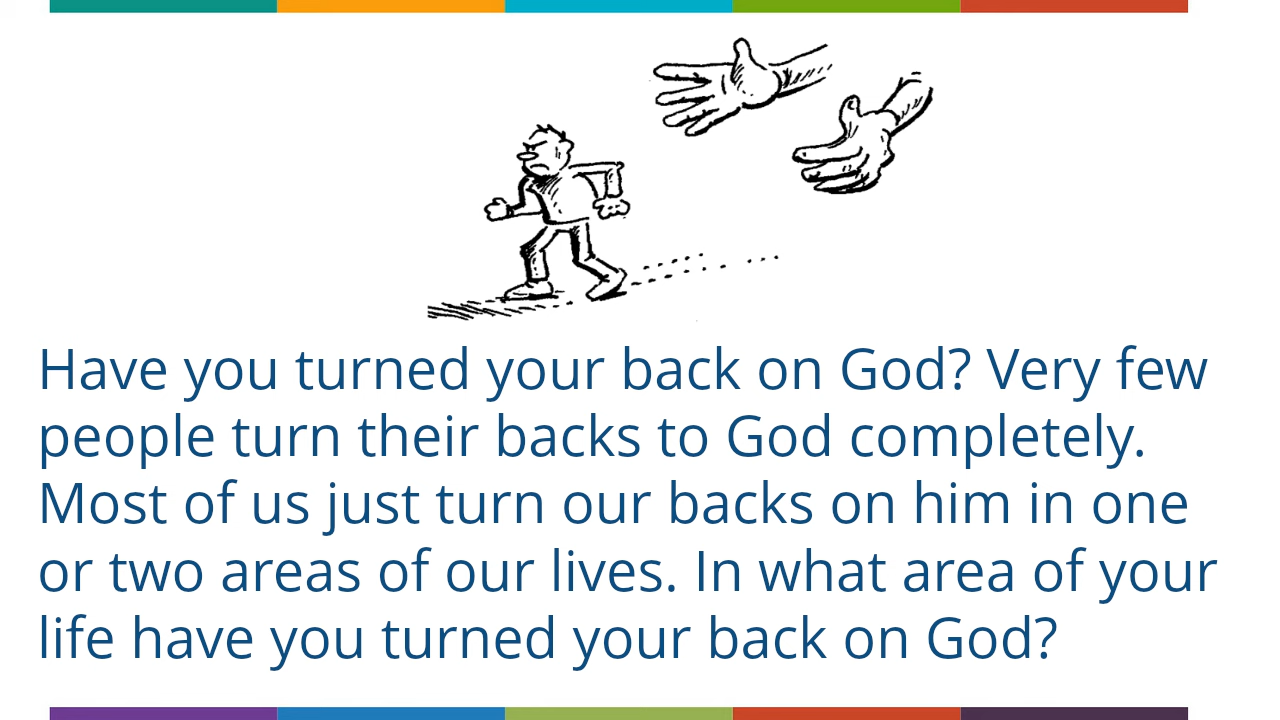 Have you turned your back on God? Very few
people turn their backs to God completely.
Most of us just turn our backs on him in one
or two areas of our lives. In what area of your
life have you turned your back on God?